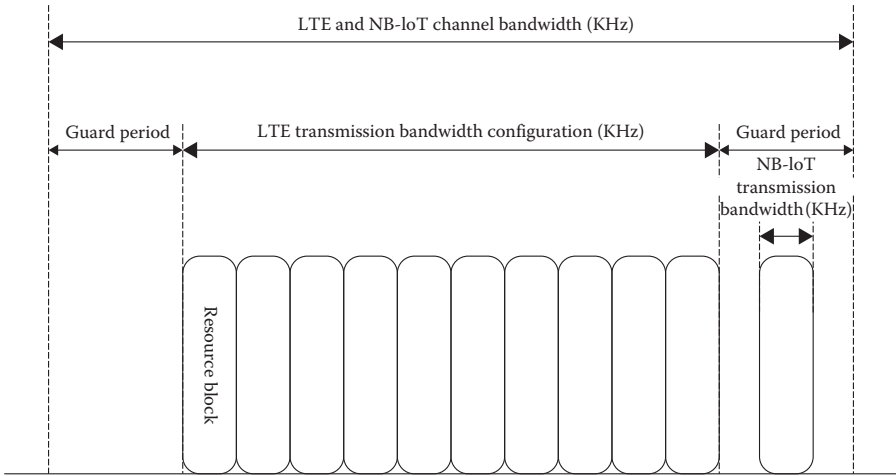 LTE and NB-loT channel bandwidth (KHz)
Guard period
LTE transmission bandwidth configuration (KHz)
Guard period
NB-loT
transmission
bandwidth (KHz)
Resource block